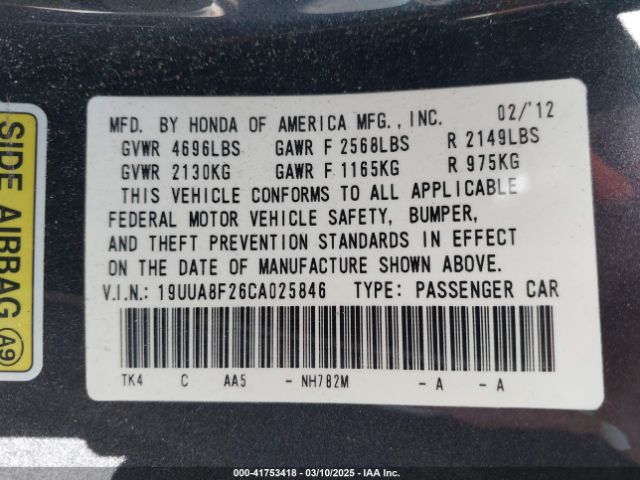 SIDE AIRBAG A9
MFD. BY HONDA OF AMERICA MFG., INC. 02/'12
GVWR 4696LBS GAWR F 2568LBS R 2149LBS
GVWR 2130KG GAWR F 1165KG R 975KG
THIS VEHICLE CONFORMS TO ALL APPLICABLE
FEDERAL MOTOR VEHICLE SAFETY, BUMPER,
AND THEFT PREVENTION STANDARDS IN EFFECT
ON THE DATE OF MANUFACTURE SHOWN ABOVE.
V.I.N.: 19UUA8F26CA025846 TYPE: PASSENGER CAR
TK4 C AA5 - NH782M - A - A
000-41753418 - 03/10/2025 - IAA Inc.